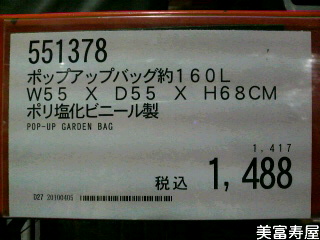 551378
ポップアップバッグ約160L
W55 X D55 X H68CM
ポリ塩化ビニール製
POP-UP GARDEN BAG
1,417
税込 1,488
027 20100405
美富寿屋